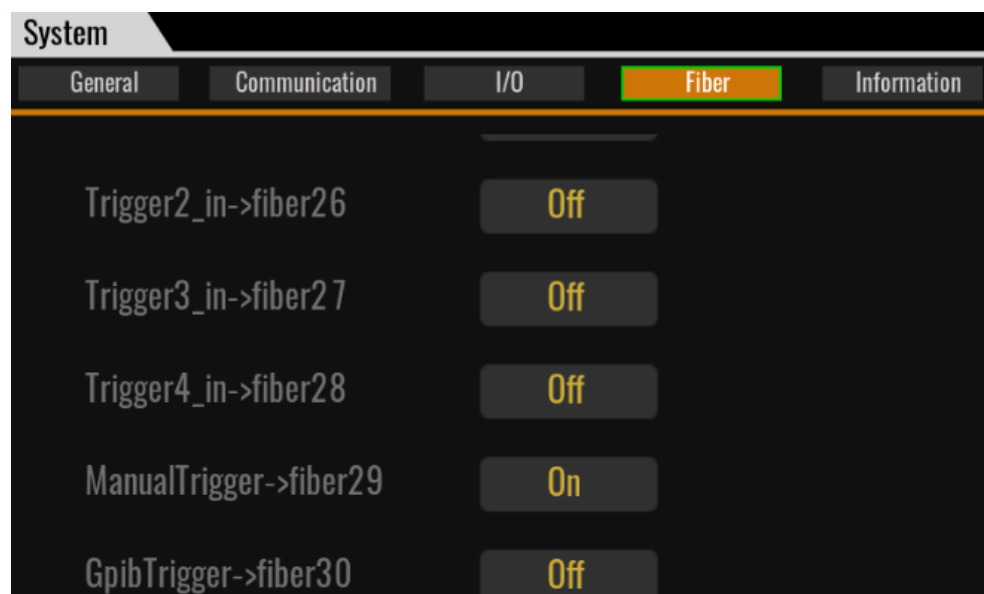 System
General Communication I/O Fiber Information
Trigger2_in->fiber26 Off
Trigger3_in->fiber27 Off
Trigger4_in->fiber28 Off
ManualTrigger->fiber29 On
GpibTrigger->fiber30 Off